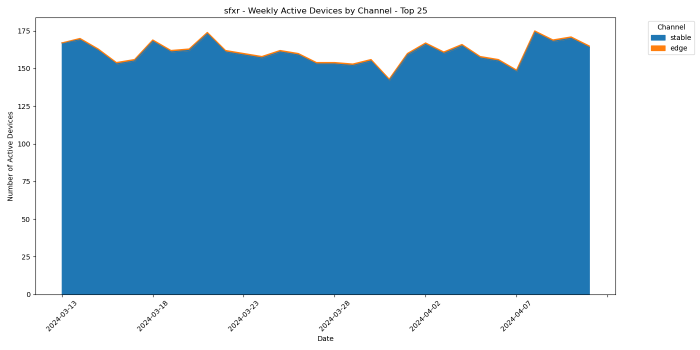 sfxr - Weekly Active Devices by Channel - Top 25
Channel
stable
edge
Number of Active Devices
175
150
125
100
75
50
25
0
2024-03-13
2024-03-18
2024-03-23
2024-03-28
2024-04-02
2024-04-07
Date